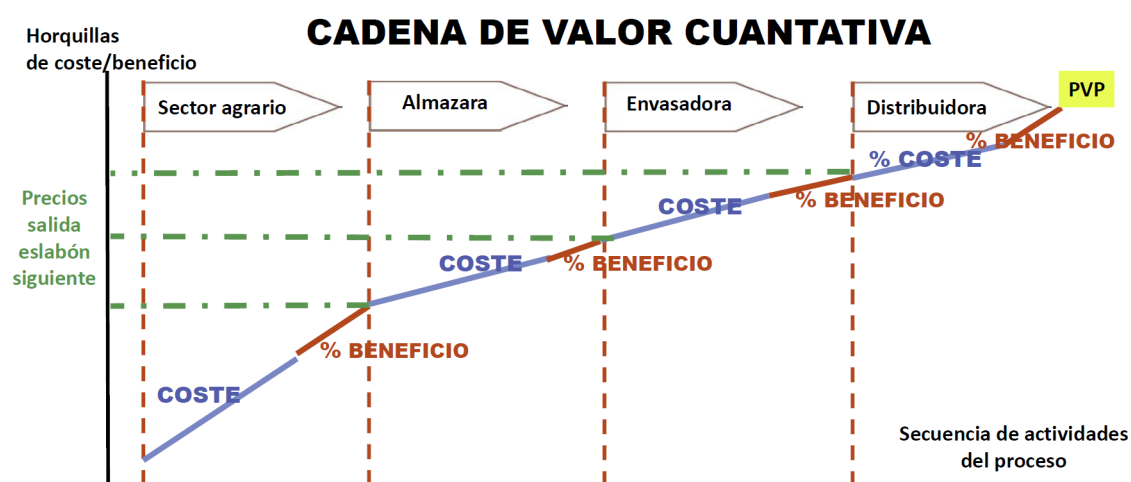 CADENA DE VALOR CUANTATIVA
Horquillas
de coste/beneficio
Sector agrario
Almazara
Envasadora
Distribuidora
PVP
% BENEFICIO
% COSTE
Precios
salida
eslabón
siguiente
COSTE
% BENEFICIO
COSTE
% BENEFICIO
COSTE
% BENEFICIO
Secuencia de actividades
del proceso